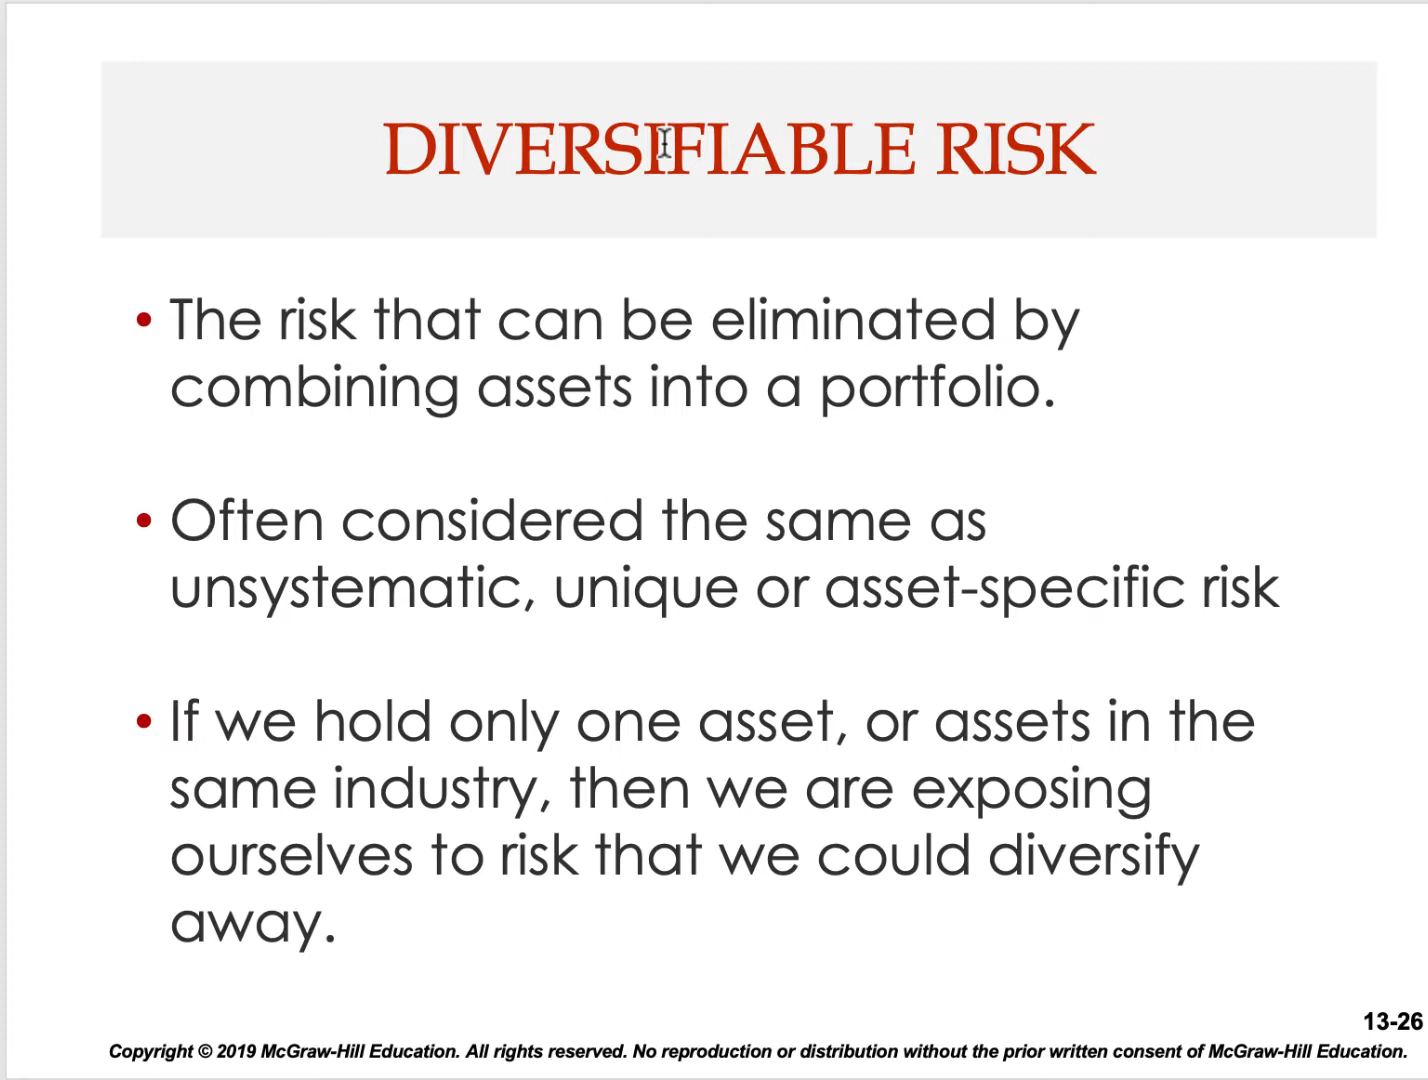 DIVERSIFIABLE RISK
• The risk that can be eliminated by
combining assets into a portfolio.
• Often considered the same as
unsystematic, unique or asset-specific risk
• If we hold only one asset, or assets in the
same industry, then we are exposing
ourselves to risk that we could diversify
away.
13-26
Copyright © 2019 McGraw-Hill Education. All rights reserved. No reproduction or distribution without the prior written consent of McGraw-Hill Education.